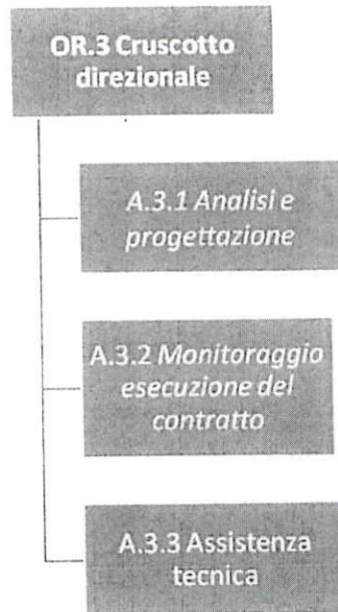 OR.3 Cruscotto
direzionale
A.3.1 Analisi e
progettazione
A.3.2 Monitoraggio
esecuzione del
contratto
A.3.3 Assistenza
tecnica